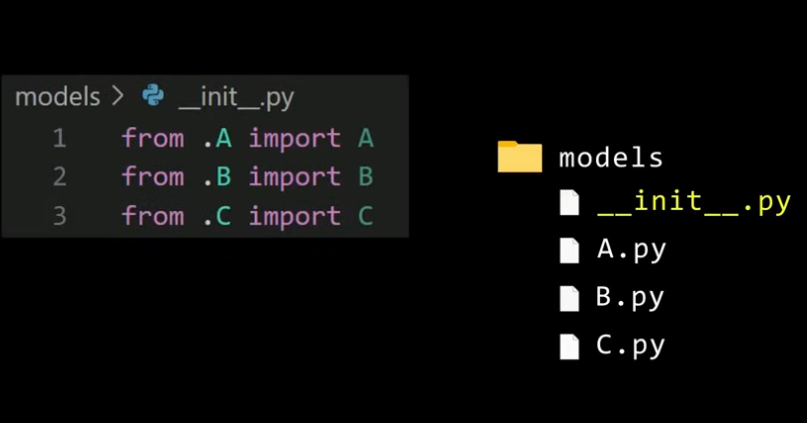 models > __init__.py
1 from .A import A
2 from .B import B
3 from .C import C
models
__init__.py
A.py
B.py
C.py